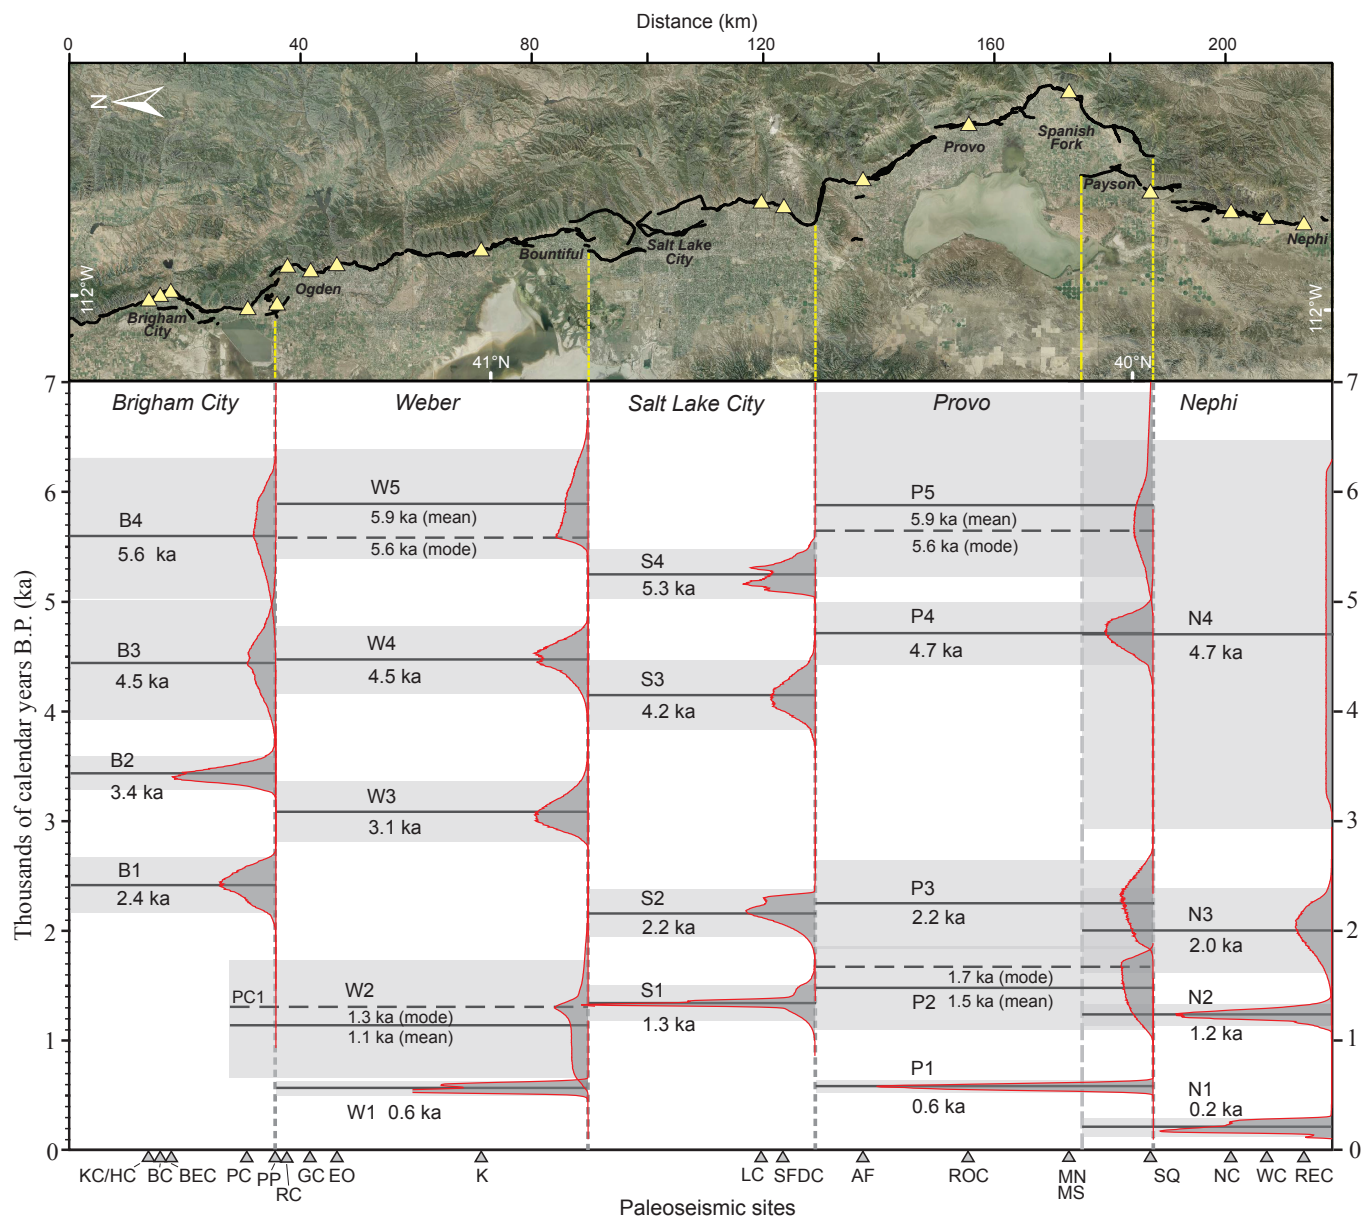 Distance (km)
0 40 80 120 160 200
N
Provo
Spanish
Fork
Payson
Nephi
Salt Lake
City
Bountiful
Ogden
Brigham
City
112°W
112°W
41°N
40°N
Thousands of calendar years B.P. (ka)
7 7
6 6
5 5
4 4
3 3
2 2
1 1
0 0
Brigham City
B4
5.6 ka
B3
4.5 ka
B2
3.4 ka
B1
2.4 ka
PC1
Weber
W5
5.9 ka (mean)
5.6 ka (mode)
W4
4.5 ka
W3
3.1 ka
W2
1.3 ka (mode)
1.1 ka (mean)
W1 0.6 ka
Salt Lake City
S4
5.3 ka
S3
4.2 ka
S2
2.2 ka
S1
1.3 ka
Provo
P5
5.9 ka (mean)
5.6 ka (mode)
P4
4.7 ka
P3
2.2 ka
1.7 ka (mode)
P2 1.5 ka (mean)
P1
0.6 ka
Nephi
N4
4.7 ka
N3
2.0 ka
N2
1.2 ka
N1
0.2 ka
KC/HC BC BEC PC PP RC GC EO K LC SFDC AF ROC MN SQ NC WC REC
MS
Paleoseismic sites